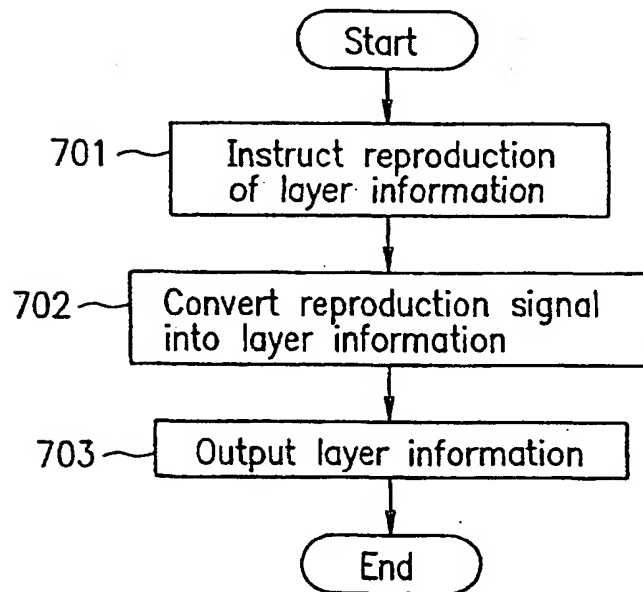 Start
701
Instruct reproduction
of layer information
702
Convert reproduction signal
into layer information
703
Output layer information
End